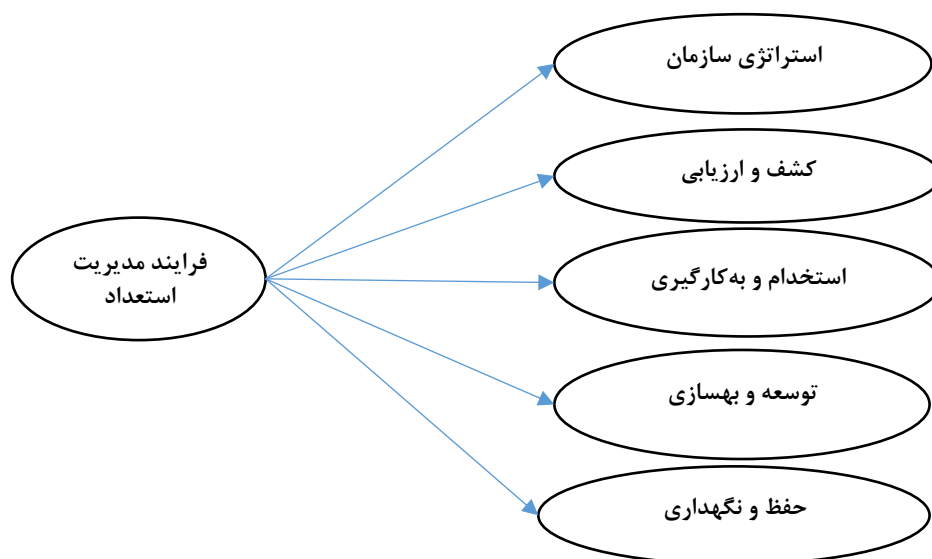 استراتژی سازمان
کشف و ارزیابی
استخدام و به‌کارگیری
توسعه و بهسازی
حفظ و نگهداری
فرایند مدیریت
استعداد